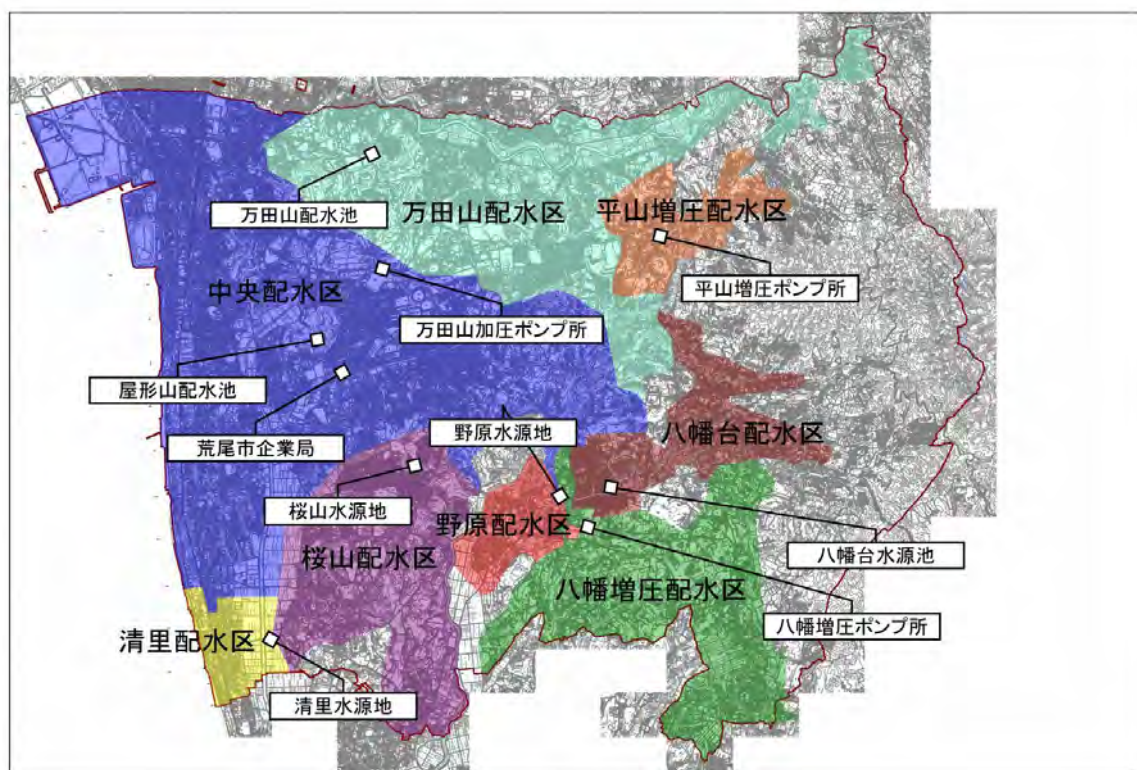 万田山配水池
万田山配水区
平山増圧配水区
中央配水区
平山増圧ポンプ所
万田山加圧ポンプ所
屋形山配水池
荒尾市企業局
野原水源地
八幡台配水区
桜山水源地
野原配水区
桜山配水区
八幡台水源池
八幡増圧配水区
八幡増圧ポンプ所
清里配水区
清里水源地